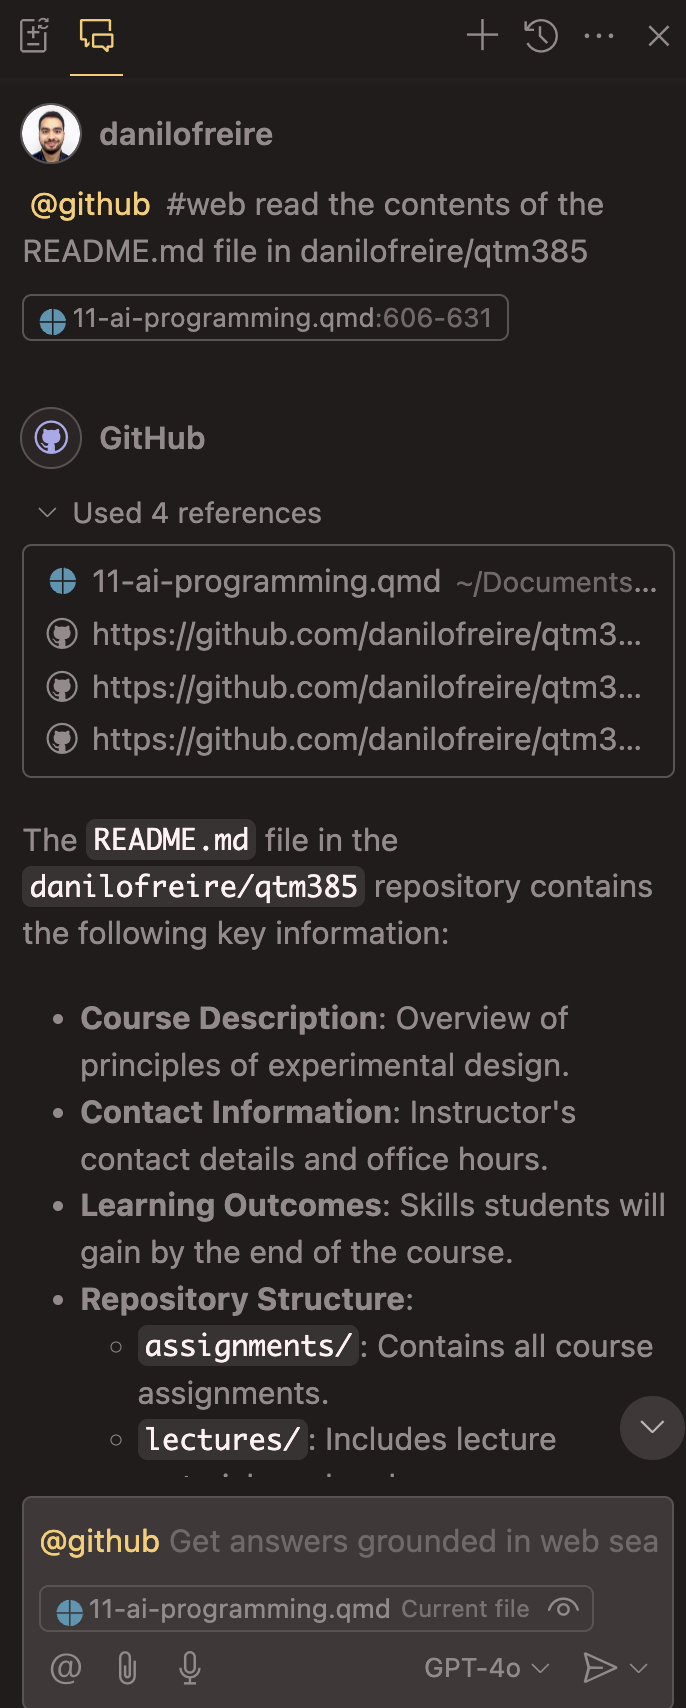 danilofreire
@github #web read the contents of the
README.md file in danilofreire/qtm385
11-ai-programming.qmd:606-631
GitHub
Used 4 references
11-ai-programming.qmd ~/Documents...
https://github.com/danilofreire/qtm3...
https://github.com/danilofreire/qtm3...
https://github.com/danilofreire/qtm3...
The README.md file in the
danilofreire/qtm385 repository contains
the following key information:
• Course Description: Overview of
principles of experimental design.
• Contact Information: Instructor's
contact details and office hours.
• Learning Outcomes: Skills students will
gain by the end of the course.
• Repository Structure:
○ assignments/: Contains all course
assignments.
○ lectures/: Includes lecture
@github Get answers grounded in web sea
11-ai-programming.qmd Current file
GPT-4o